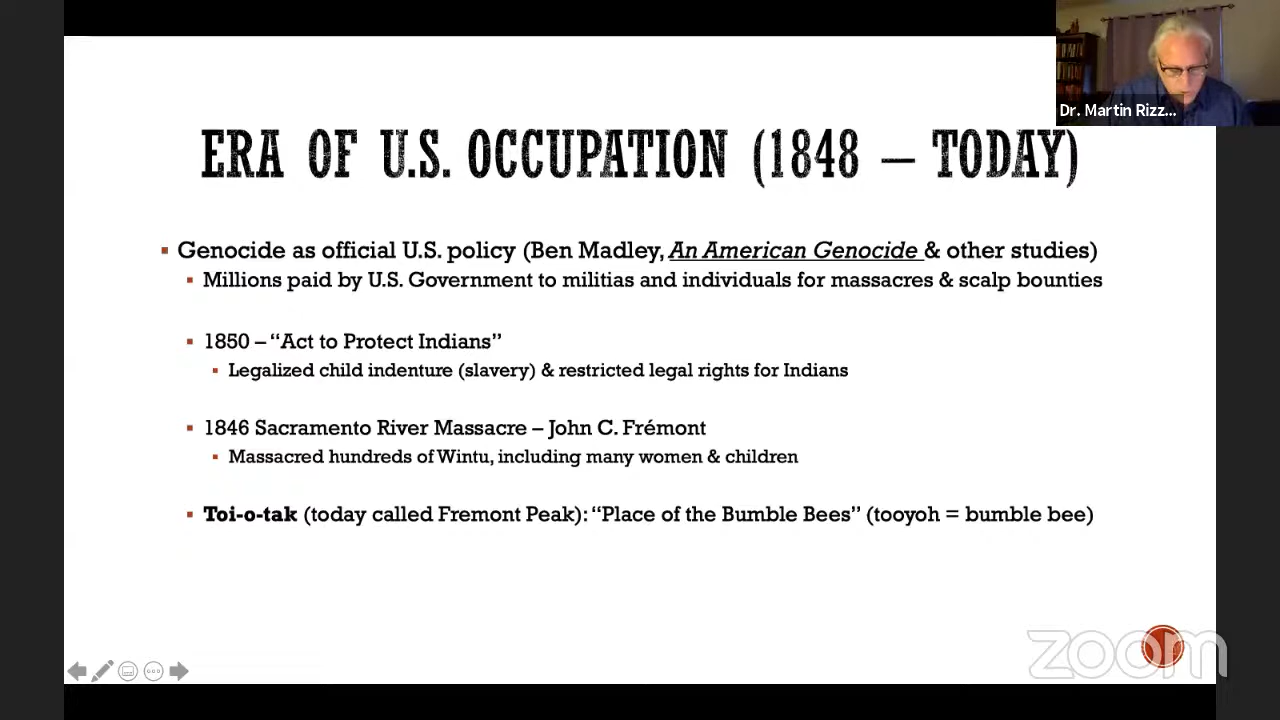 Dr. Martin Rizz...
ERA OF U.S. OCCUPATION (1848 – TODAY)
Genocide as official U.S. policy (Ben Madley, An American Genocide & other studies)
Millions paid by U.S. Government to militias and individuals for massacres & scalp bounties
1850 – “Act to Protect Indians”
Legalized child indenture (slavery) & restricted legal rights for Indians
1846 Sacramento River Massacre – John C. Frémont
Massacred hundreds of Wintu, including many women & children
Toi-o-tak (today called Fremont Peak): “Place of the Bumble Bees” (tooyoh = bumble bee)
zoom